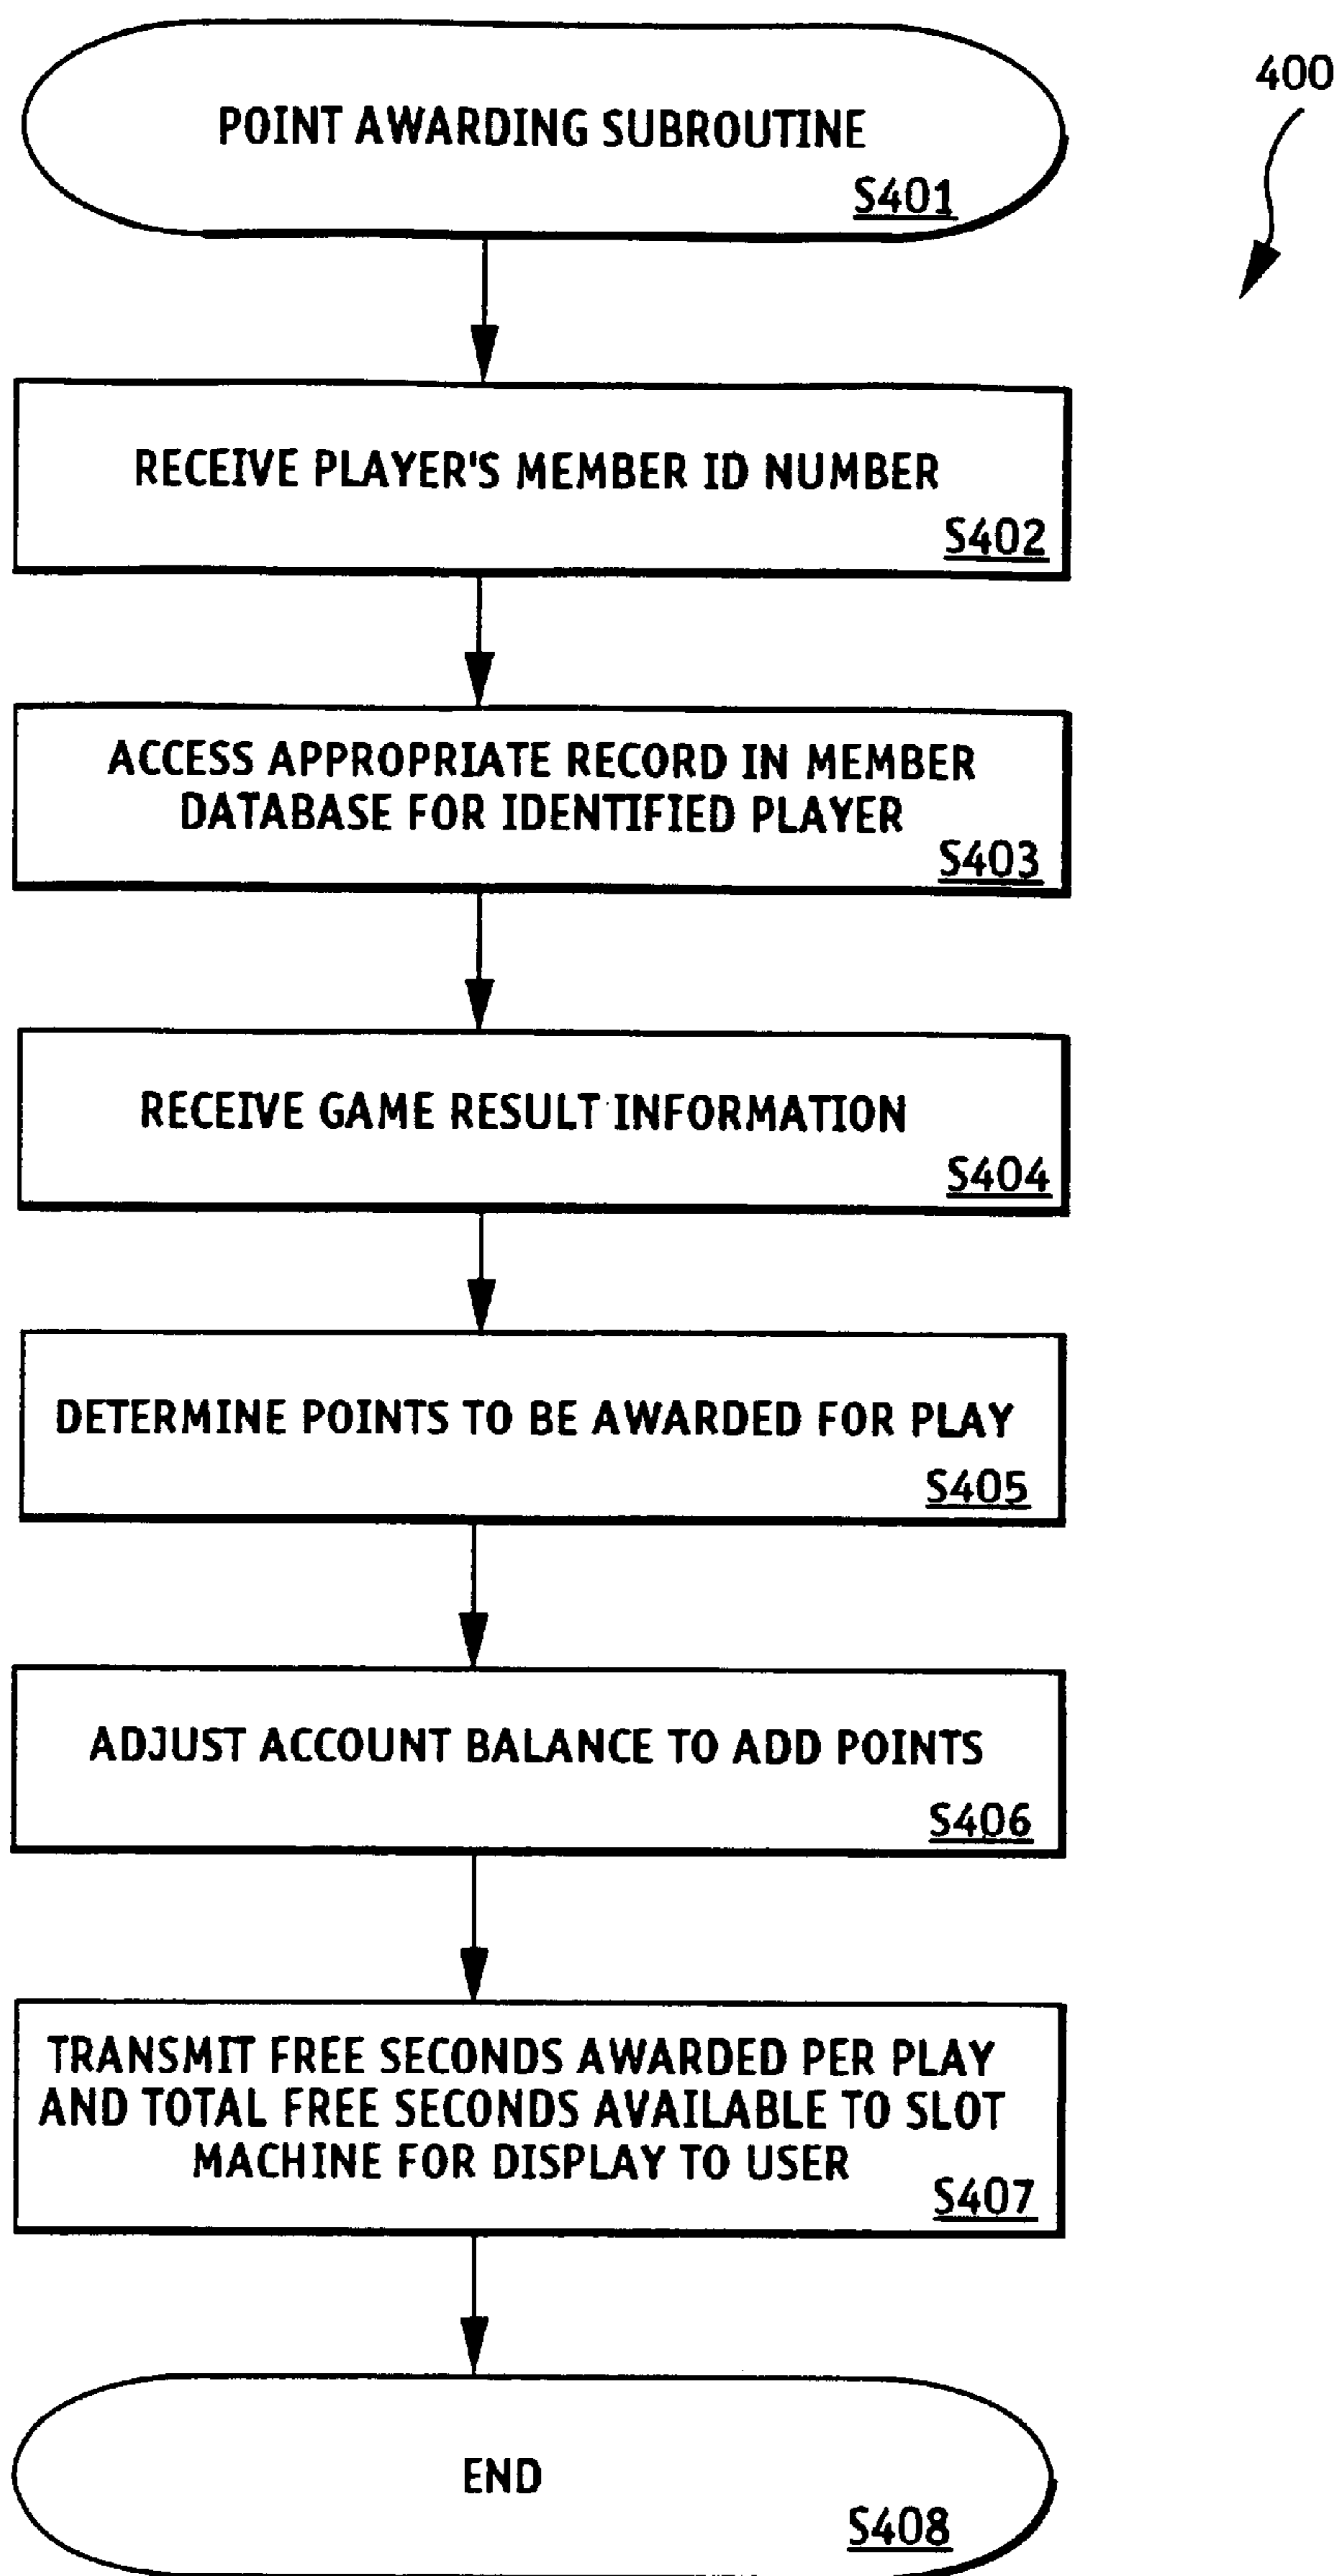 400
POINT AWARDING SUBROUTINE
S401
RECEIVE PLAYER'S MEMBER ID NUMBER
S402
ACCESS APPROPRIATE RECORD IN MEMBER
DATABASE FOR IDENTIFIED PLAYER
S403
RECEIVE GAME RESULT INFORMATION
S404
DETERMINE POINTS TO BE AWARDED FOR PLAY
S405
ADJUST ACCOUNT BALANCE TO ADD POINTS
S406
TRANSMIT FREE SECONDS AWARDED PER PLAY
AND TOTAL FREE SECONDS AVAILABLE TO SLOT
MACHINE FOR DISPLAY TO USER
S407
END
S408